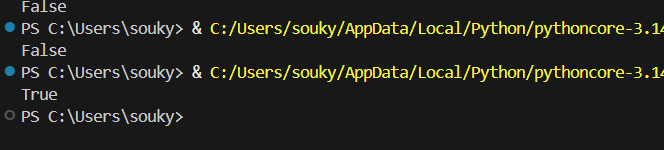 False
PS C:\Users\souky> & C:/Users/souky/AppData/Local/Python/pythoncore-3.14
False
PS C:\Users\souky> & C:/Users/souky/AppData/Local/Python/pythoncore-3.14
True
PS C:\Users\souky>